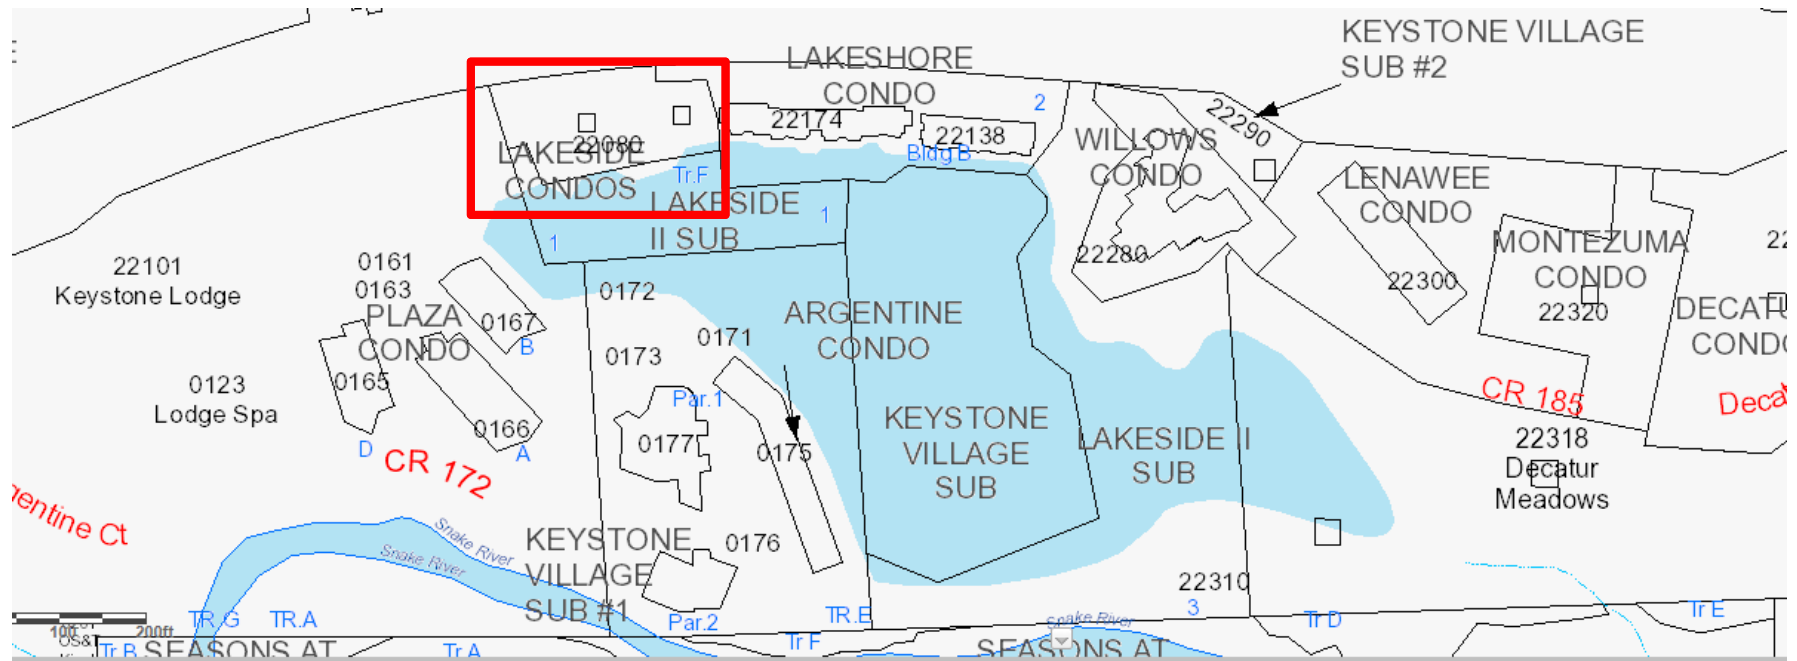 KEYSTONE VILLAGE
SUB #2
LAKESHORE
CONDO
2
22174
22138
Bldg B
22290
WILLOWS
CONDO
22280
22080
LAKESIDE
CONDOS
Tr.F
LAKESIDE
II SUB
1
1
LENAWEE
CONDO
22300
MONTEZUMA
CONDO
22320
CR 185
22318
Decatur
Meadows
22101
Keystone Lodge
0161
0163
PLAZA
CONDO
0167
B
0165
D
0166
A
0123
Lodge Spa
CR 172
0172
0173
0171
ARGENTINE
CONDO
Par.1
0177
0175
KEYSTONE
VILLAGE
SUB
LAKESIDE II
SUB
KEYSTONE
VILLAGE
SUB #1
0176
Par.2
TR.E
22310
3
Snake River
Snake River
Snake River
gentine Ct
TR.G
TR.A
100
200ft
OS&T
Tr.B
SEASONS AT
Tr.A
Tr F
SEASONS AT
Tr D
Tr E